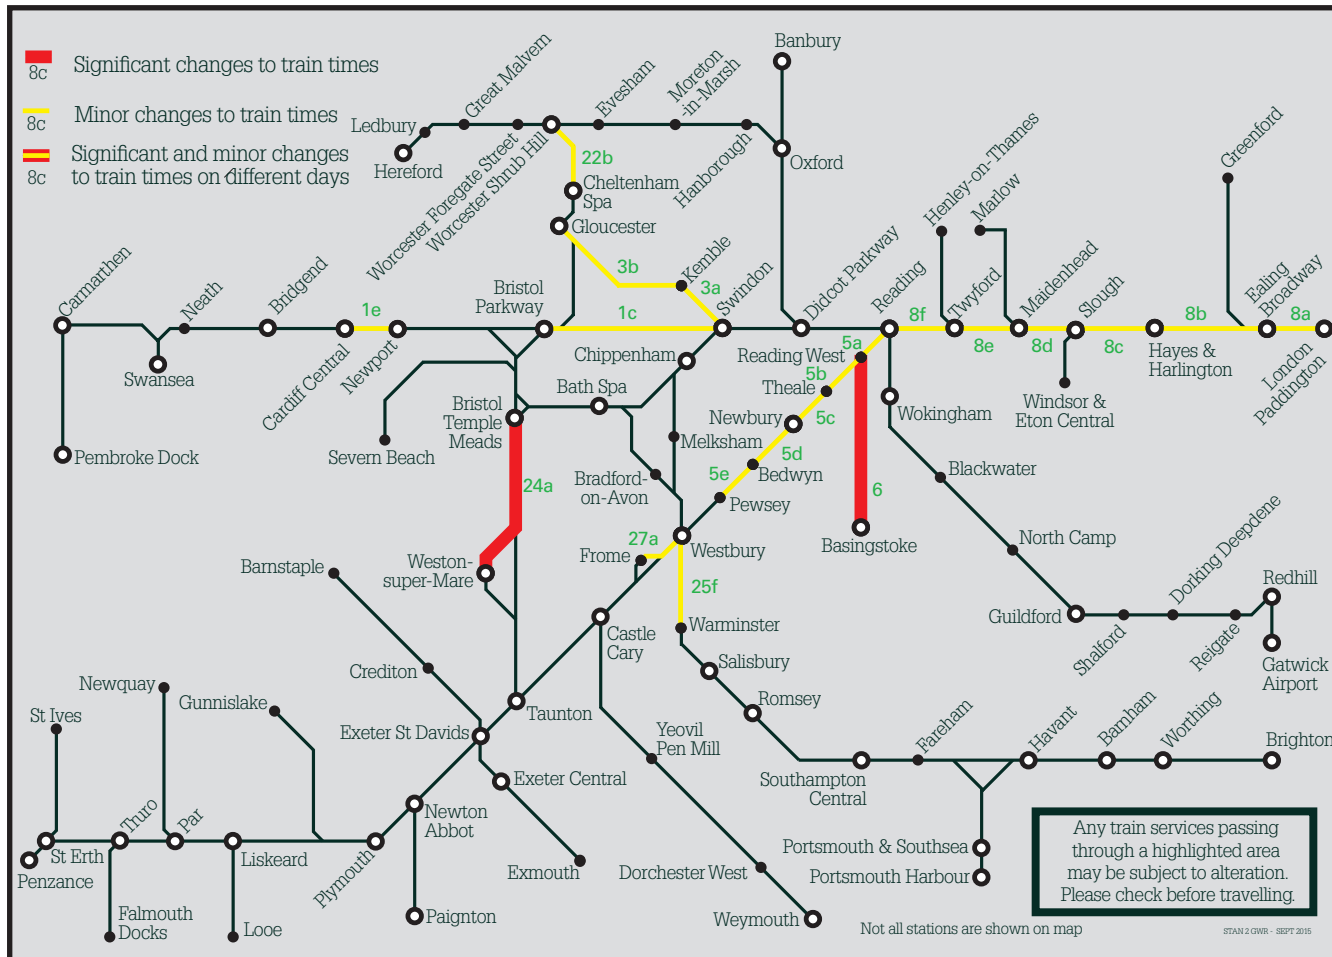 8c
Significant changes to train times
8c
Minor changes to train times
8c
Significant and minor changes
to train times on different days
Banbury
Great Malvern
Evesham
Moreton
-in-Marsh
Ledbury
Hereford
Worcester Foregate Street
Worcester Shrub Hill
22b
Hanborough
Oxford
Cheltenham
Spa
Gloucester
Henley-on-Thames
Marlow
Greenford
Carmarthen
Neath
Bridgend
1e
Cardiff Central
Newport
Bristol
Parkway
3b
Kemble
3a
1c
Swindon
Didcot Parkway
Reading
8f
Twyford
8e
Maidenhead
8d
Slough
8c
Hayes &
Harlington
8b
Ealing
Broadway
8a
London
Paddington
Swansea
Chippenham
Reading West
5a
Theale
5b
Bath Spa
Windsor &
Eton Central
Pembroke Dock
Severn Beach
Bristol
Temple
Meads
Newbury
5c
Wokingham
Melksham
Bradford-
on-Avon
5d
Bedwyn
5e
Pewsey
Blackwater
24a
6
Basingstoke
Westbury
27a
Frome
North Camp
Dorking Deepdene
Redhill
Barnstaple
Weston-
super-Mare
25f
Warminster
Guildford
Shalford
Reigate
Gatwick
Airport
Castle
Cary
Crediton
Salisbury
Newquay
Gunnislake
St Ives
Romsey
Taunton
Exeter St Davids
Yeovil
Pen Mill
Fareham
Havant
Barnham
Worthing
Brighton
Exeter Central
Southampton
Central
Truro
Par
Newton
Abbot
St Erth
Penzance
Liskeard
Plymouth
Exmouth
Dorchester West
Portsmouth & Southsea
Portsmouth Harbour
Falmouth
Docks
Looe
Paignton
Weymouth
Any train services passing
through a highlighted area
may be subject to alteration.
Please check before travelling.
Not all stations are shown on map
STAN 2 GWR - SEPT 2015